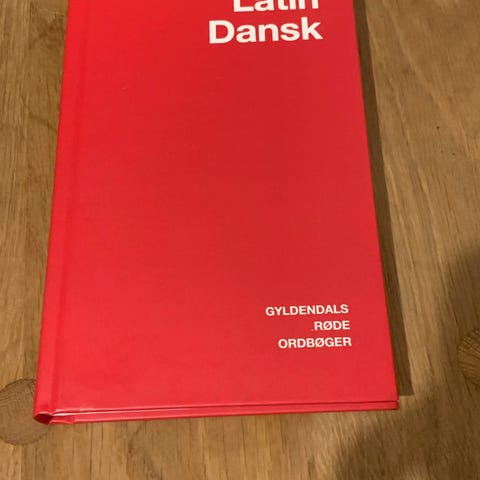 Latin
Dansk
GYLDENDALS
RØDE
ORDBØGER